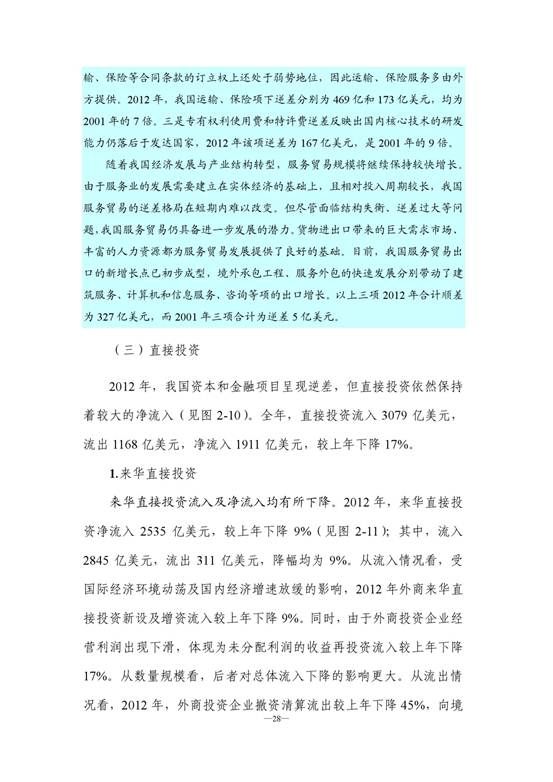 输、保险等合同条款的订立权上还处于弱势地位，因此运输、保险服务多由外
方提供。2012 年，我国运输、保险项下逆差分别为 469 亿和 173 亿美元，均为
2001 年的 7 倍。三是专有权利使用费和特许费逆差反映出国内核心技术的研发
能力仍落后于发达国家，2012 年该项逆差为 167 亿美元，是 2001 年的 9 倍。
随着我国经济发展与产业结构转型，服务贸易规模将继续保持较快增长。
由于服务业的发展需要建立在实体经济的基础上，且相对投入周期较长，我国
服务贸易的逆差格局在短期内难以改变。但尽管面临结构失衡、逆差过大等问
题，我国服务贸易仍具备进一步发展的潜力。货物进出口带来的巨大需求市场、
丰富的人力资源都为服务贸易发展提供了良好的基础。目前，我国服务贸易出
口的新增长点已初步成型，境外承包工程、服务外包的快速发展分别带动了建
筑服务、计算机和信息服务、咨询等项的出口增长。以上三项 2012 年合计顺差
为 327 亿美元，而 2001 年三项合计为逆差 5 亿美元。
（三）直接投资
2012 年，我国资本和金融项目呈现逆差，但直接投资依然保持
着较大的净流入（见图 2-10）。全年，直接投资流入 3079 亿美元，
流出 1168 亿美元，净流入 1911 亿美元，较上年下降 17%。
1.来华直接投资
来华直接投资流入及净流入均有所下降。2012 年，来华直接投
资净流入 2535 亿美元，较上年下降 9%（见图 2-11）；其中，流入
2845 亿美元，流出 311 亿美元，降幅均为 9%。从流入情况看，受
国际经济环境动荡及国内经济增速放缓的影响，2012 年外商来华直
接投资新设及增资流入较上年下降 9%。同时，由于外商投资企业经
营利润出现下滑，体现为未分配利润的收益再投资流入较上年下降
17%。从数量规模看，后者对总体流入下降的影响更大。从流出情
况看，2012 年，外商投资企业撤资清算流出较上年下降 45%，向境
—28—